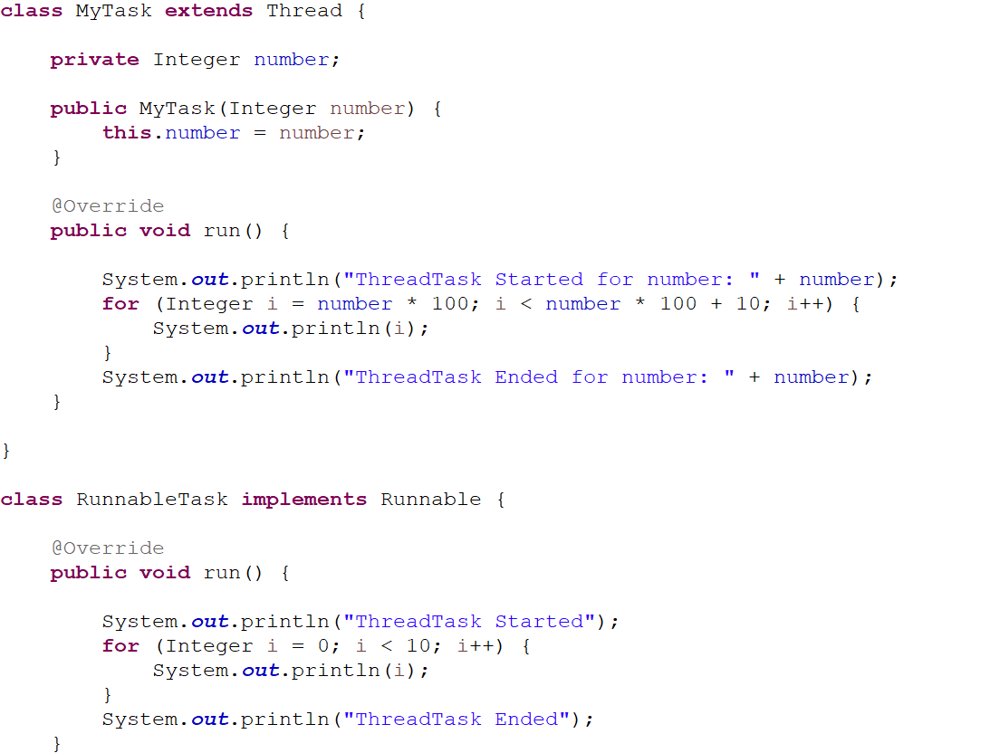 class MyTask extends Thread {
private Integer number;
public MyTask(Integer number) {
this.number = number;
}
@Override
public void run() {
System.out.println("ThreadTask Started for number: " + number);
for (Integer i = number * 100; i < number * 100 + 10; i++) {
System.out.println(i);
}
System.out.println("ThreadTask Ended for number: " + number);
}
}
class RunnableTask implements Runnable {
@Override
public void run() {
System.out.println("ThreadTask Started");
for (Integer i = 0; i < 10; i++) {
System.out.println(i);
}
System.out.println("ThreadTask Ended");
}